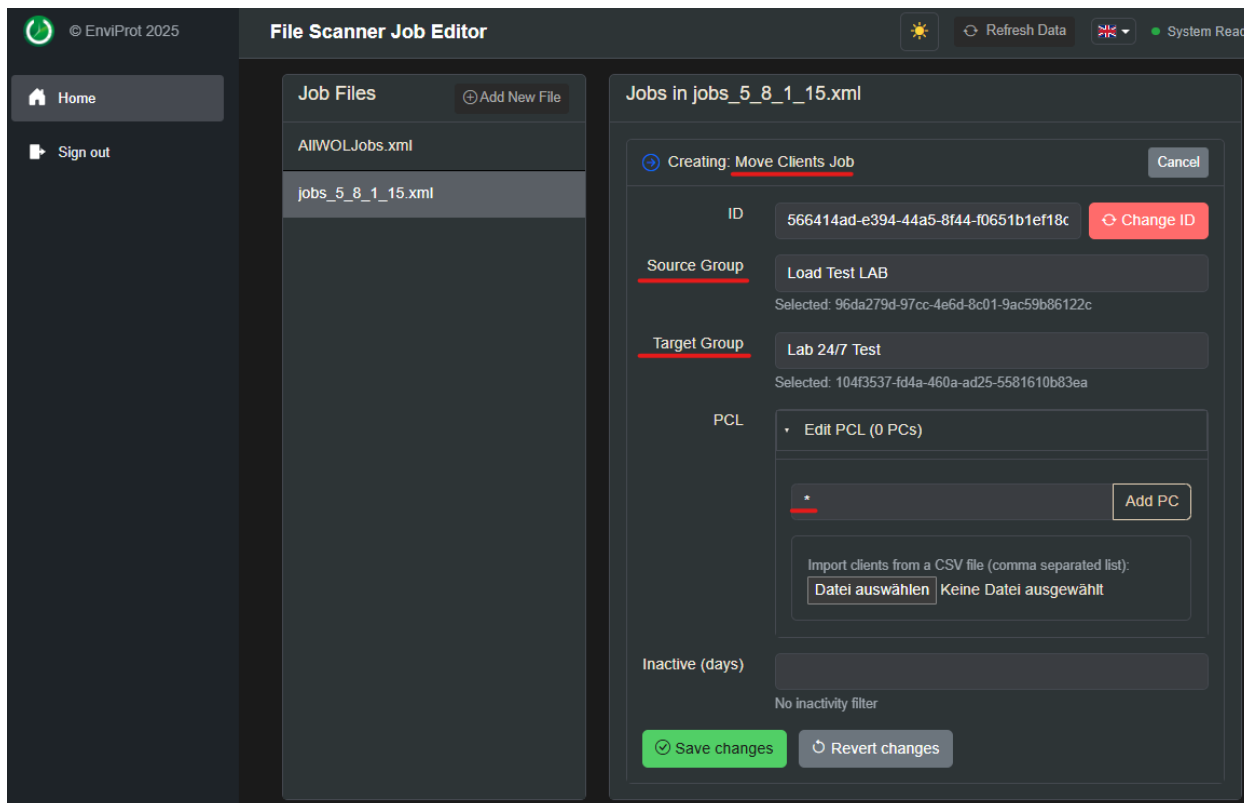 © EnviProt 2025
File Scanner Job Editor
Refresh Data
System Read
Home
Sign out
Job Files
Add New File
AllWOLJobs.xml
jobs_5_8_1_15.xml
Jobs in jobs_5_8_1_15.xml
Creating: Move Clients Job
Cancel
ID
566414ad-e394-44a5-8f44-f0651b1ef18c
Change ID
Source Group
Load Test LAB
Selected: 96da279d-97cc-4e6d-8c01-9ac59b86122c
Target Group
Lab 24/7 Test
Selected: 104f3537-fd4a-460a-ad25-5581610b83ea
PCL
Edit PCL (0 PCs)
*
Add PC
Import clients from a CSV file (comma separated list):
Datei auswählen Keine Datei ausgewählt
Inactive (days)
No inactivity filter
Save changes
Revert changes